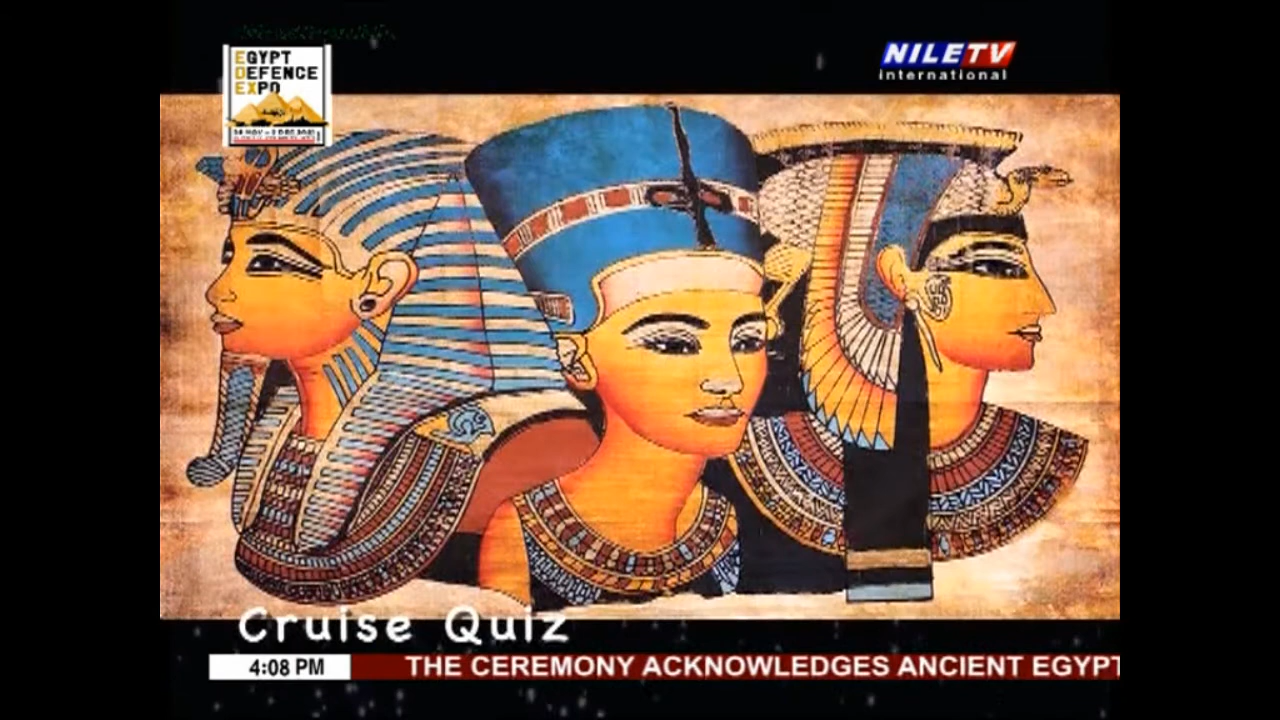 EGYPT
DEFENCE
EXPO
NILETV
international
Cruise Quiz
4:08 PM
THE CEREMONY ACKNOWLEDGES ANCIENT EGYPT